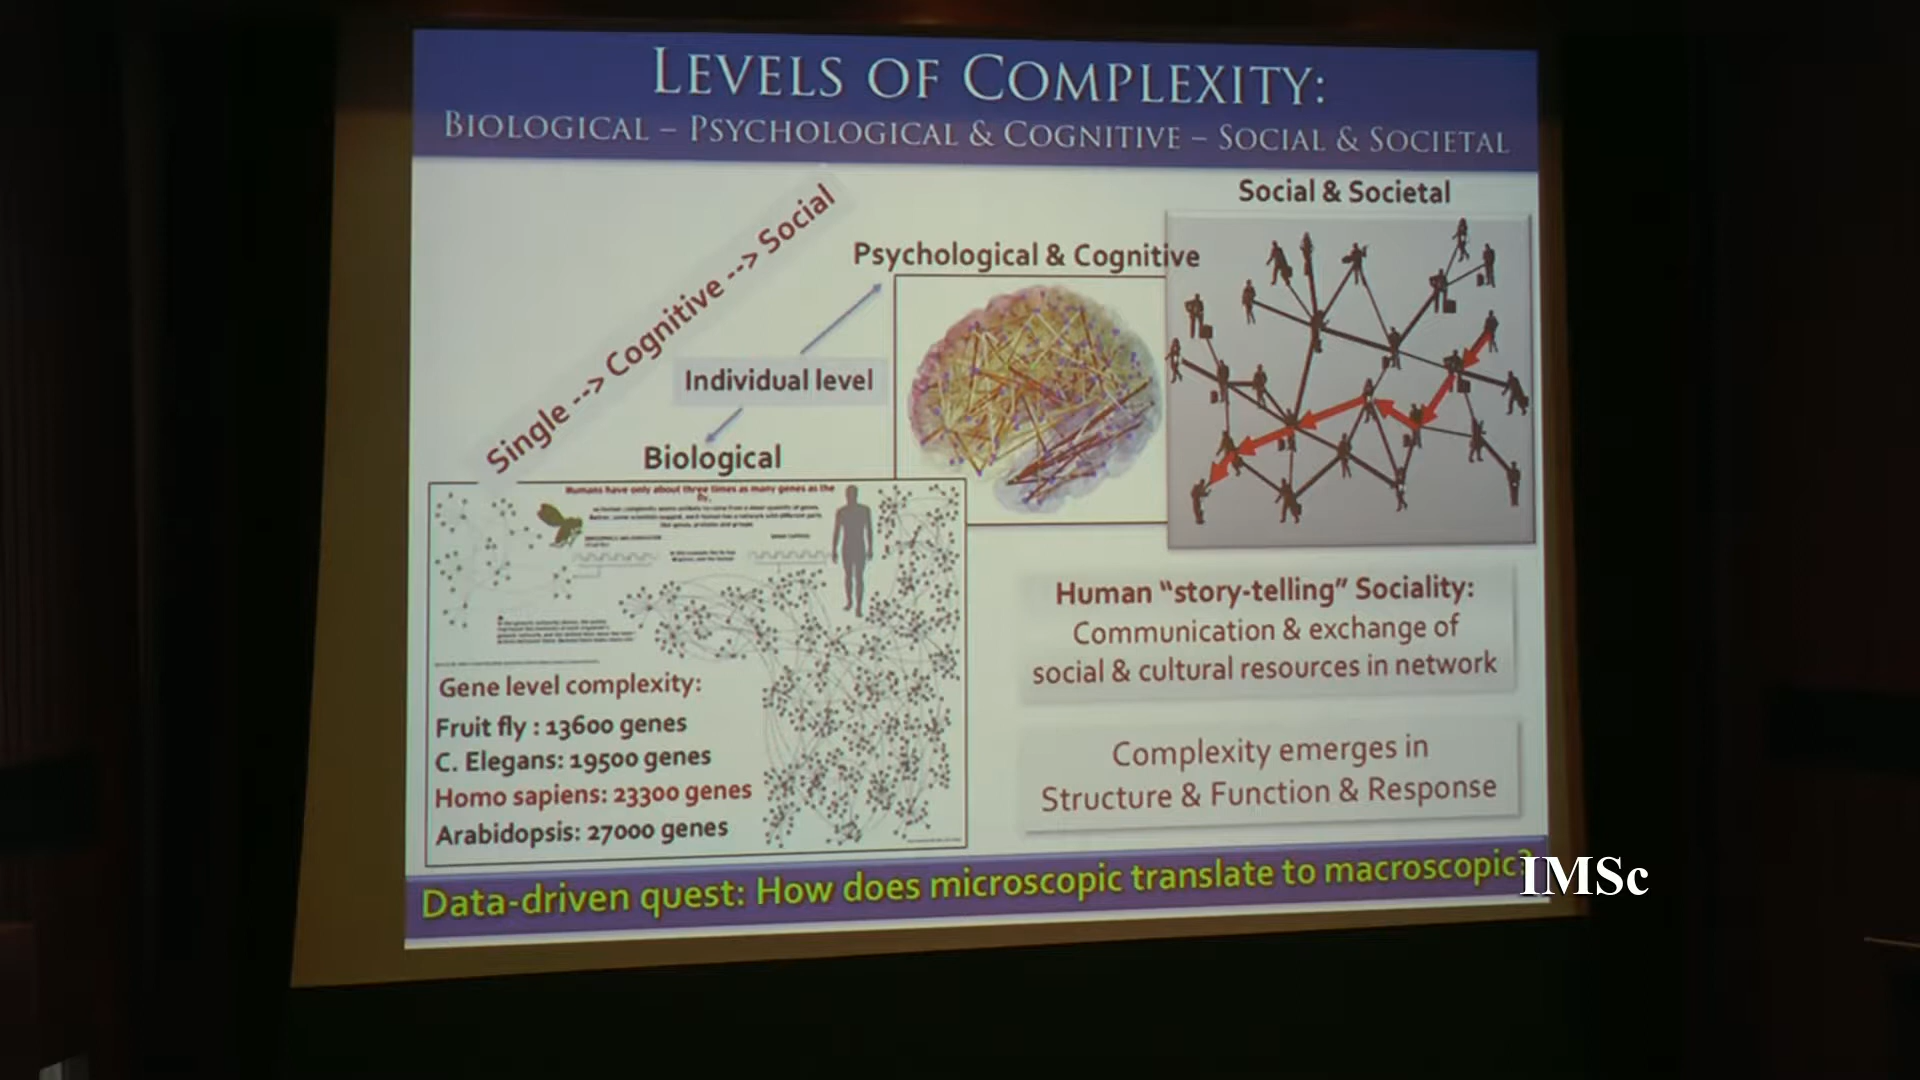 LEVELS OF COMPLEXITY:
BIOLOGICAL – PSYCHOLOGICAL & COGNITIVE – SOCIAL & SOCIETAL
Single --> Cognitive --> Social
Social & Societal
Psychological & Cognitive
Individual level
Biological
Humans have only about three times as many genes as the
fly,
Gene level complexity:
Fruit fly : 13600 genes
C. Elegans: 19500 genes
Homo sapiens: 23300 genes
Arabidopsis: 27000 genes
Human “story-telling” Sociality:
Communication & exchange of
social & cultural resources in network
Complexity emerges in
Structure & Function & Response
Data-driven quest: How does microscopic translate to macroscopic?
IMSc